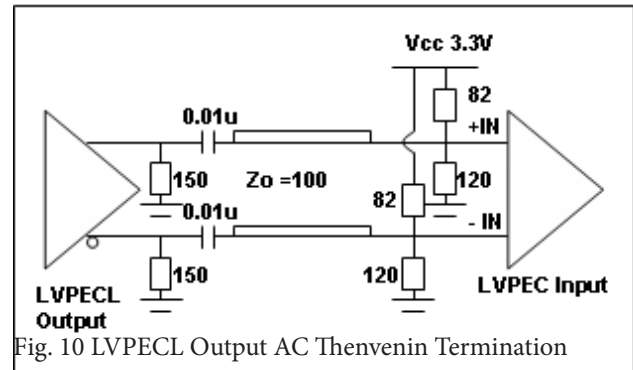 Vcc 3.3V
82
0.01u
+IN
150
Zo =100
120
82
0.01u
- IN
150
120
LVPECL
Output
LVPEC Input
Fig. 10 LVPECL Output AC Thenvenin Termination